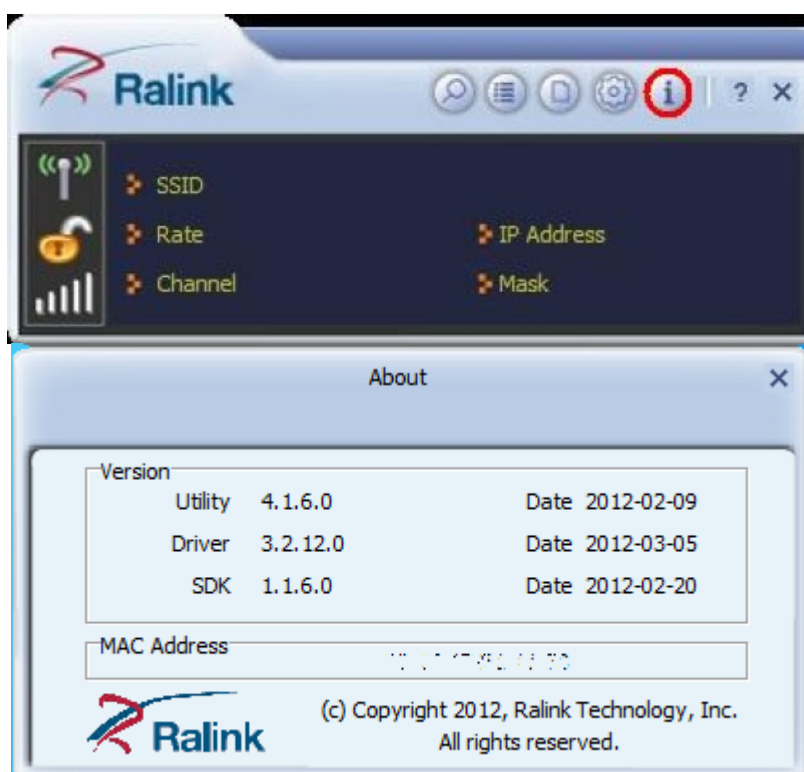 Ralink
i ? ×
SSID
Rate IP Address
Channel Mask
About ×
Version
Utility 4.1.6.0 Date 2012-02-09
Driver 3.2.12.0 Date 2012-03-05
SDK 1.1.6.0 Date 2012-02-20
MAC Address
Ralink
(c) Copyright 2012, Ralink Technology, Inc.
All rights reserved.